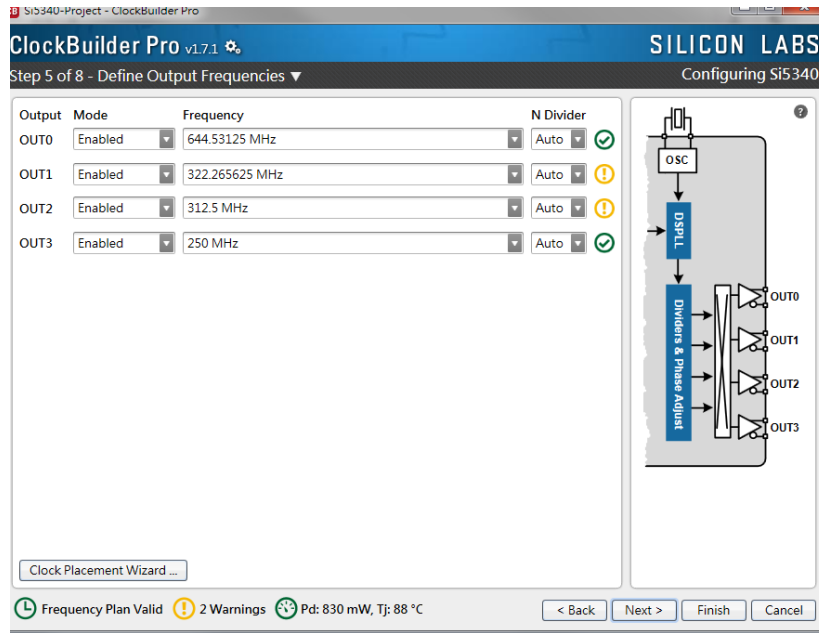 Si5340-Project - ClockBuilder Pro
ClockBuilder Pro v1.7.1 SILICON LABS
Step 5 of 8 - Define Output Frequencies ▼ Configuring Si5340
Output Mode Frequency N Divider
OUT0 Enabled 644.53125 MHz Auto
OUT1 Enabled 322.265625 MHz Auto
OUT2 Enabled 312.5 MHz Auto
OUT3 Enabled 250 MHz Auto
?
OSC
DSPLL
Dividers & Phase Adjust
OUT0
OUT1
OUT2
OUT3
Clock Placement Wizard ...
Frequency Plan Valid 2 Warnings Pd: 830 mW, Tj: 88 °C < Back Next > Finish Cancel